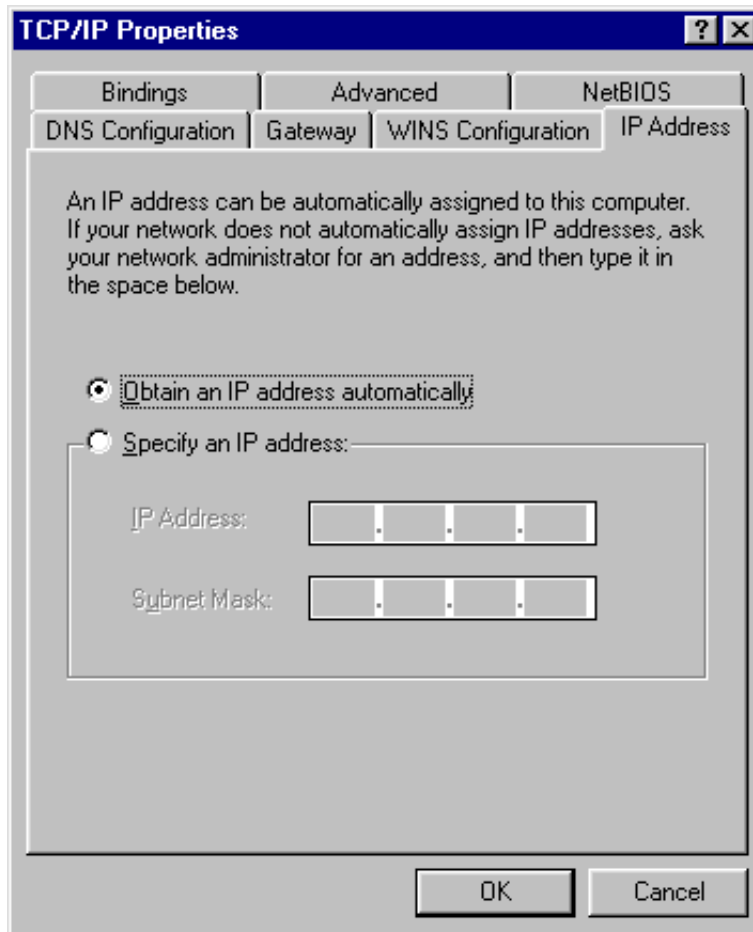 TCP/IP Properties
?
Bindings Advanced NetBIOS
DNS Configuration Gateway WINS Configuration IP Address
An IP address can be automatically assigned to this computer.
If your network does not automatically assign IP addresses, ask
your network administrator for an address, and then type it in
the space below.
Obtain an IP address automatically
Specify an IP address:
IP Address:
. . .
Subnet Mask:
. . .
OK Cancel